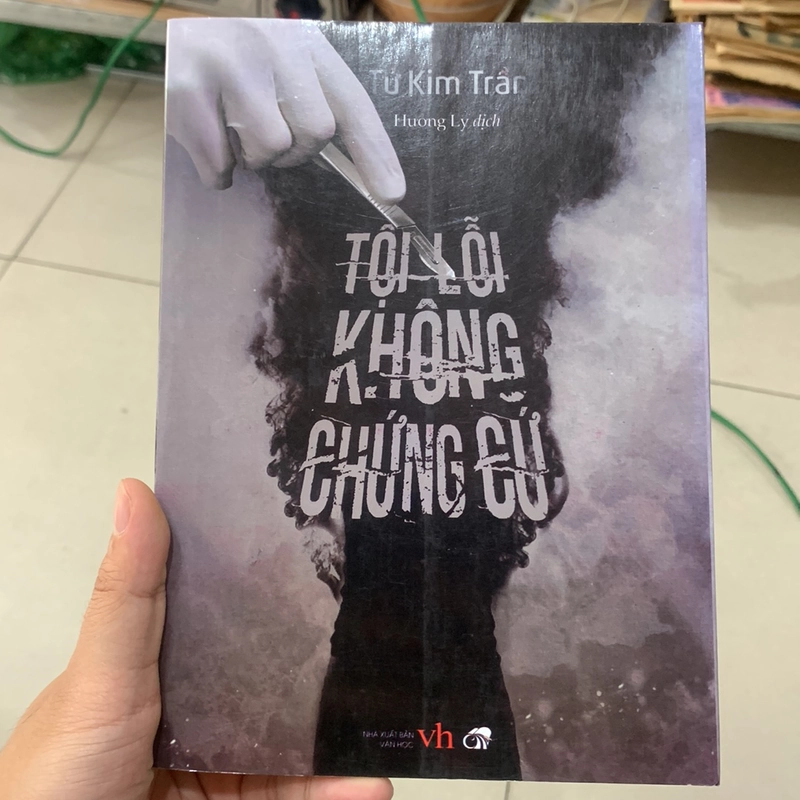 Tử Kim Trần
Hương Ly dịch
TỘI LỖI
KHÔNG
CHỨNG CỨ
NHÀ XUẤT BẢN
VĂN HỌC
vh